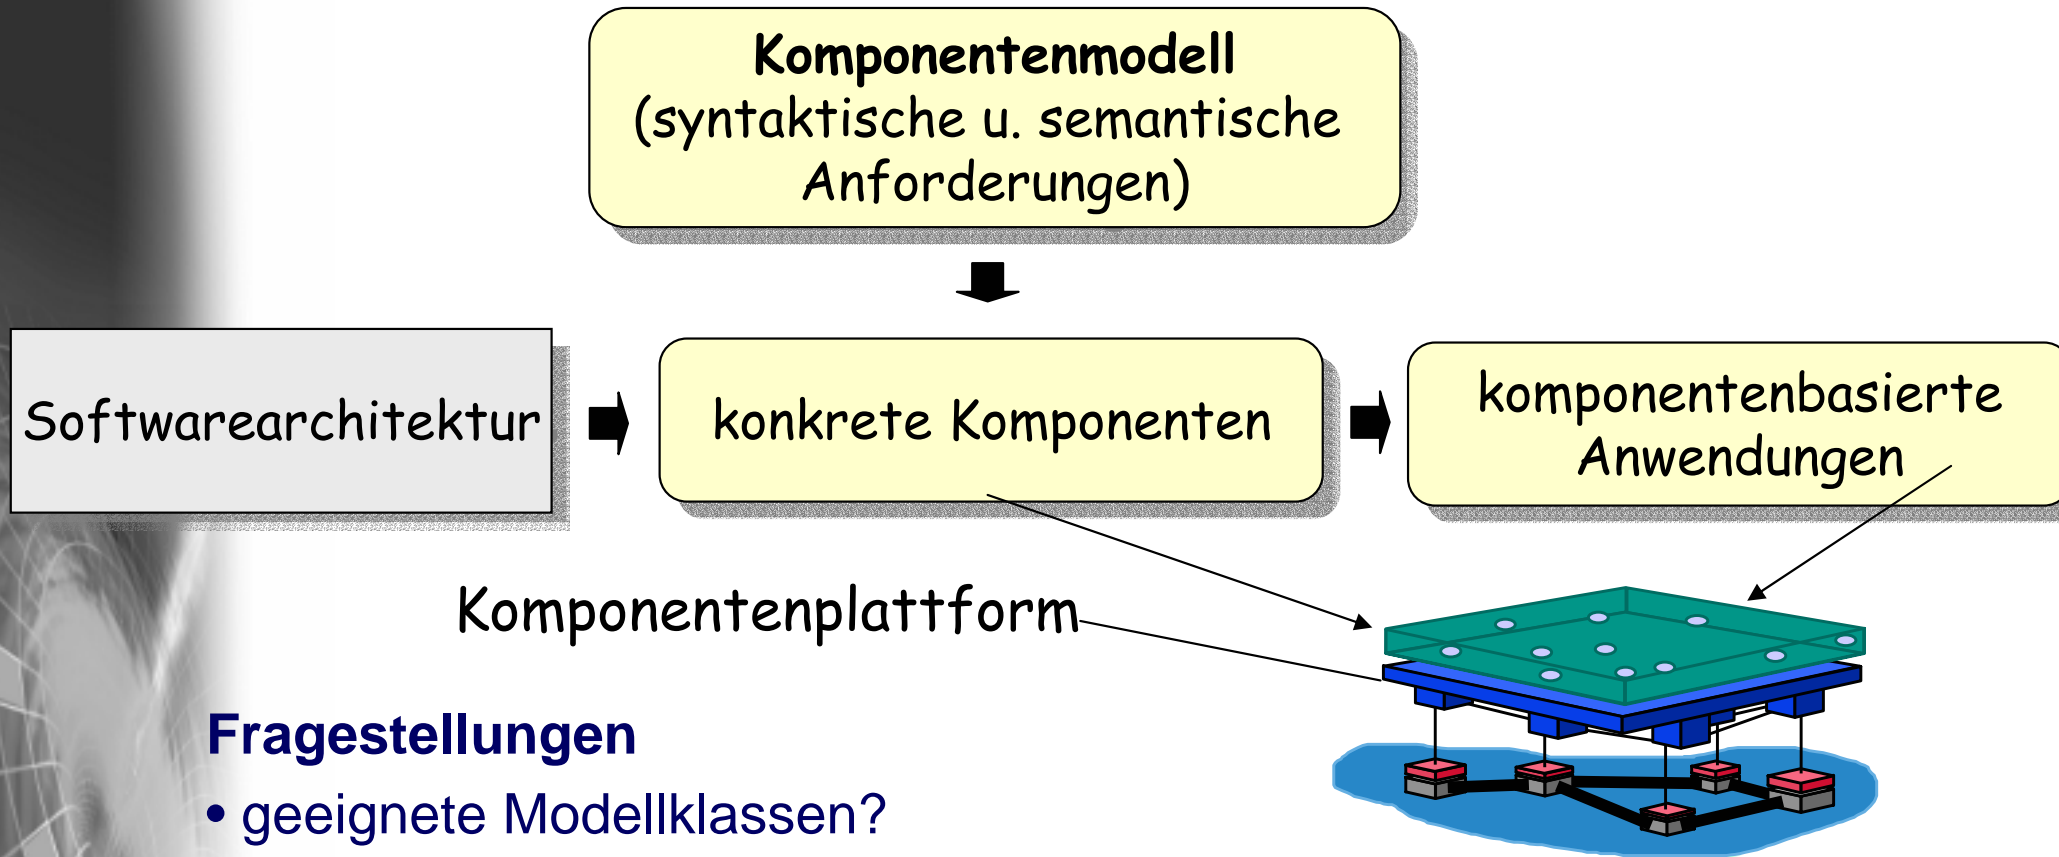 Komponentenmodell
(syntaktische u. semantische
Anforderungen)
Softwarearchitektur
konkrete Komponenten
komponentenbasierte
Anwendungen
Komponentenplattform
Fragestellungen
• geeignete Modellklassen?